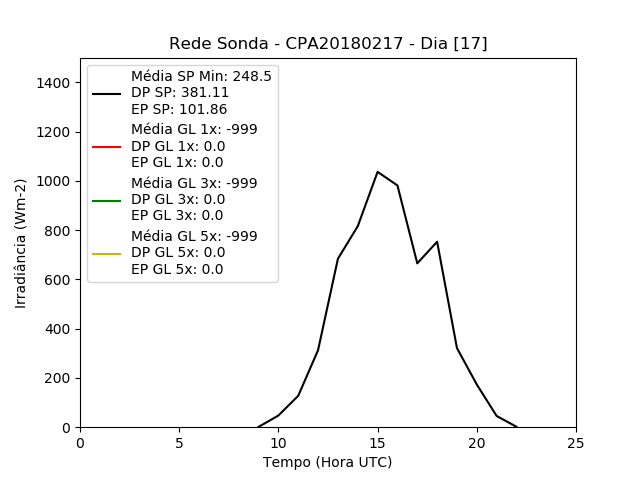 Rede Sonda - CPA20180217 - Dia [17]
Média SP Min: 248.5
DP SP: 381.11
EP SP: 101.86
Média GL 1x: -999
DP GL 1x: 0.0
EP GL 1x: 0.0
Média GL 3x: -999
DP GL 3x: 0.0
EP GL 3x: 0.0
Média GL 5x: -999
DP GL 5x: 0.0
EP GL 5x: 0.0
Irradiância (Wm-2)
1400
1200
1000
800
600
400
200
0
0 5 10 15 20 25
Tempo (Hora UTC)